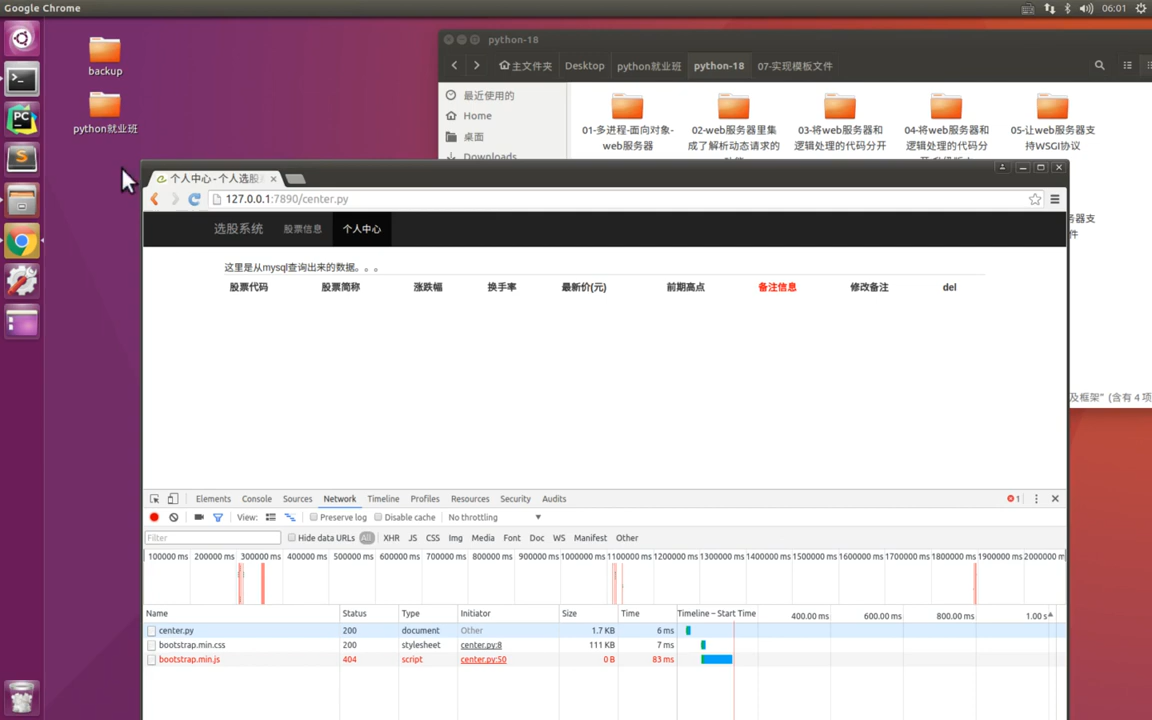 Google Chrome
06:01
backup
python就业班
python-18
主文件夹 Desktop python就业班 python-18 07-实现模板文件
最近使用的
Home
桌面
Downloads
01-多进程-面向对象-
web服务器
02-web服务器里集
成了解析动态请求的
03-将web服务器和
逻辑处理的代码分开
04-将web服务器和
逻辑处理的代码分
05-让web服务器支
持WSGI协议
及框架” (含有 4 项
个人中心 - 个人选股
127.0.0.1:7890/center.py
选股系统 股票信息 个人中心
这里是从mysql查询出来的数据。。。
股票代码 股票简称 涨跌幅 换手率 最新价(元) 前期高点 备注信息 修改备注 del
Elements Console Sources Network Timeline Profiles Resources Security Audits 1
View: Preserve log Disable cache No throttling
Filter Hide data URLs All XHR JS CSS Img Media Font Doc WS Manifest Other
100000 ms 200000 ms 300000 ms 400000 ms 500000 ms 600000 ms 700000 ms 800000 ms 900000 ms 1000000 ms 1100000 ms 1200000 ms 1300000 ms 1400000 ms 1500000 ms 1600000 ms 1700000 ms 1800000 ms 1900000 ms 2000000 m
Name Status Type Initiator Size Time Timeline – Start Time 400.00 ms 600.00 ms 800.00 ms 1.00 s
center.py 200 document Other 1.7 KB 6 ms
bootstrap.min.css 200 stylesheet center.py:8 111 KB 7 ms
bootstrap.min.js 404 script center.py:50 0 B 83 ms